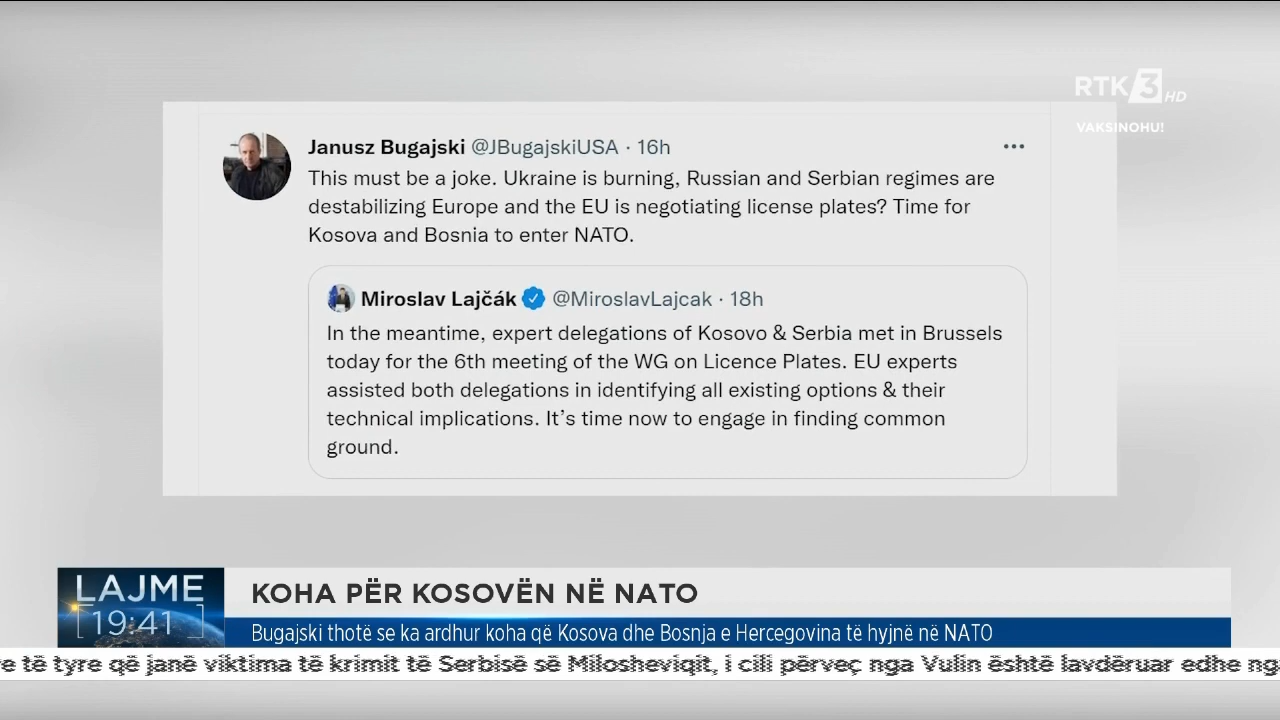 RTK 3 HD
VAKSINOHU!
Janusz Bugajski @JBugajskiUSA · 16h
This must be a joke. Ukraine is burning, Russian and Serbian regimes are
destabilizing Europe and the EU is negotiating license plates? Time for
Kosova and Bosnia to enter NATO.
Miroslav Lajčák @MiroslavLajcak · 18h
In the meantime, expert delegations of Kosovo & Serbia met in Brussels
today for the 6th meeting of the WG on Licence Plates. EU experts
assisted both delegations in identifying all existing options & their
technical implications. It’s time now to engage in finding common
ground.
LAJME
19:41
KOHA PËR KOSOVËN NË NATO
Bugajski thotë se ka ardhur koha që Kosova dhe Bosnja e Hercegovina të hyjnë në NATO
të tyre që janë viktima të krimit të Serbisë së Milosheviqit, i cili përveç nga Vulin është lavdëruar edhe